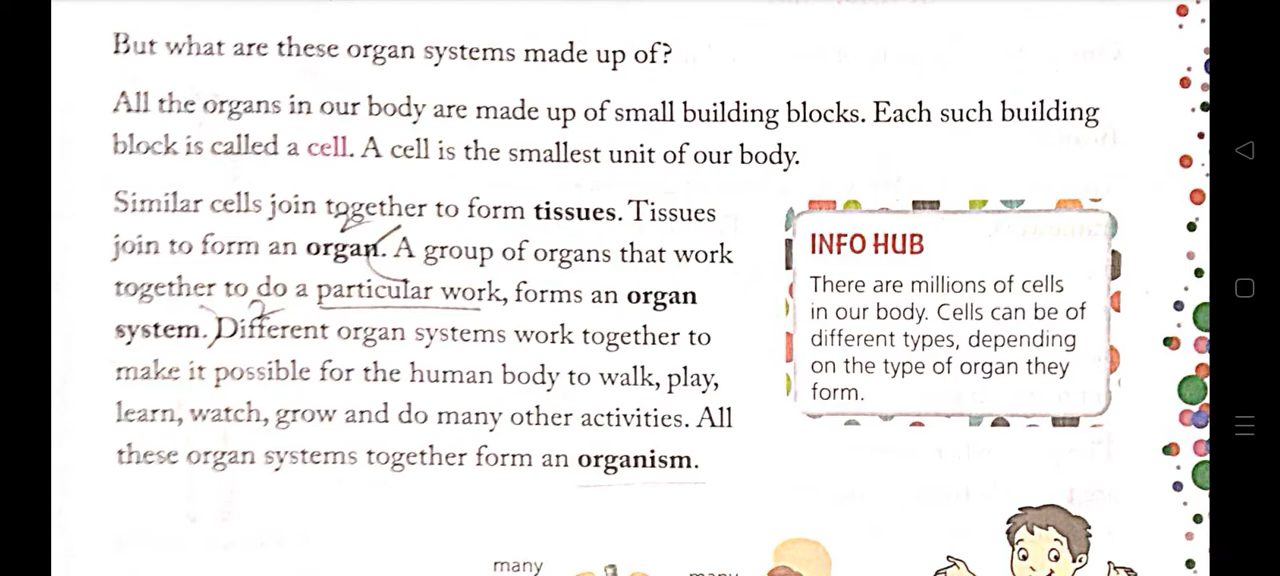 But what are these organ systems made up of?
All the organs in our body are made up of small building blocks. Each such building
block is called a cell. A cell is the smallest unit of our body.
Similar cells join together to form tissues. Tissues
join to form an organ. A group of organs that work
together to do a particular work, forms an organ
system. Different organ systems work together to
make it possible for the human body to walk, play,
learn, watch, grow and do many other activities. All
these organ systems together form an organism.
INFO HUB
There are millions of cells
in our body. Cells can be of
different types, depending
on the type of organ they
form.
many
many